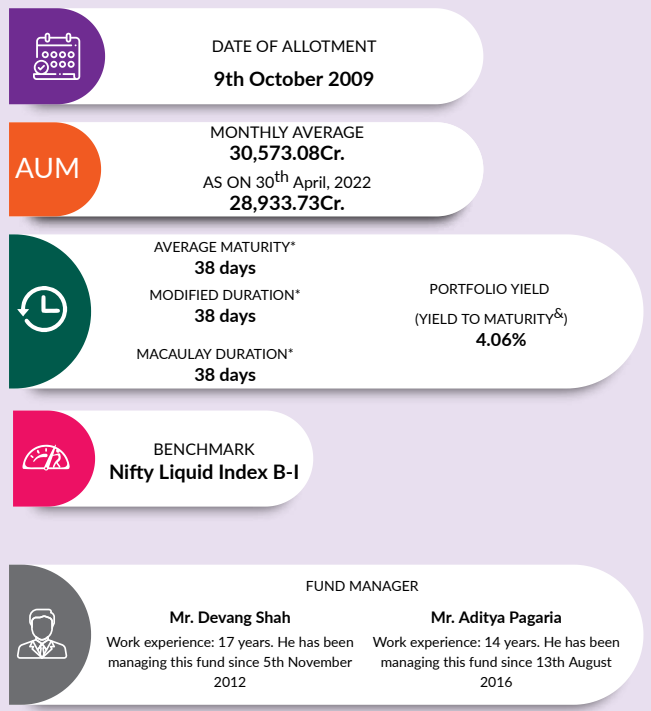 DATE OF ALLOTMENT
9th October 2009
AUM
MONTHLY AVERAGE
30,573.08Cr.
AS ON 30th April, 2022
28,933.73Cr.
AVERAGE MATURITY*
38 days
MODIFIED DURATION*
38 days
MACAULAY DURATION*
38 days
PORTFOLIO YIELD
(YIELD TO MATURITY&)
4.06%
BENCHMARK
Nifty Liquid Index B-I
FUND MANAGER
Mr. Devang Shah
Work experience: 17 years. He has been
managing this fund since 5th November
2012
Mr. Aditya Pagaria
Work experience: 14 years. He has been
managing this fund since 13th August
2016